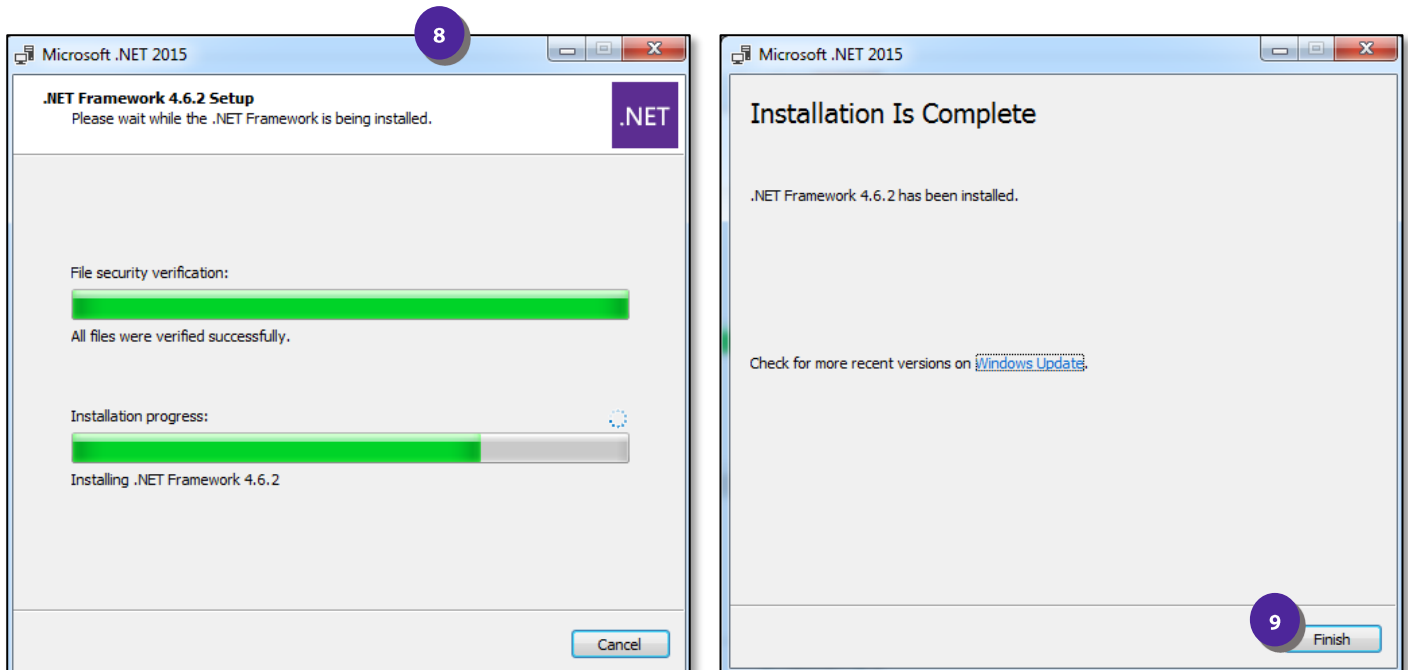 8
Microsoft .NET 2015
.NET Framework 4.6.2 Setup
Please wait while the .NET Framework is being installed.
.NET
File security verification:
All files were verified successfully.
Installation progress:
Installing .NET Framework 4.6.2
Cancel
Microsoft .NET 2015
Installation Is Complete
.NET Framework 4.6.2 has been installed.
Check for more recent versions on Windows Update.
9
Finish